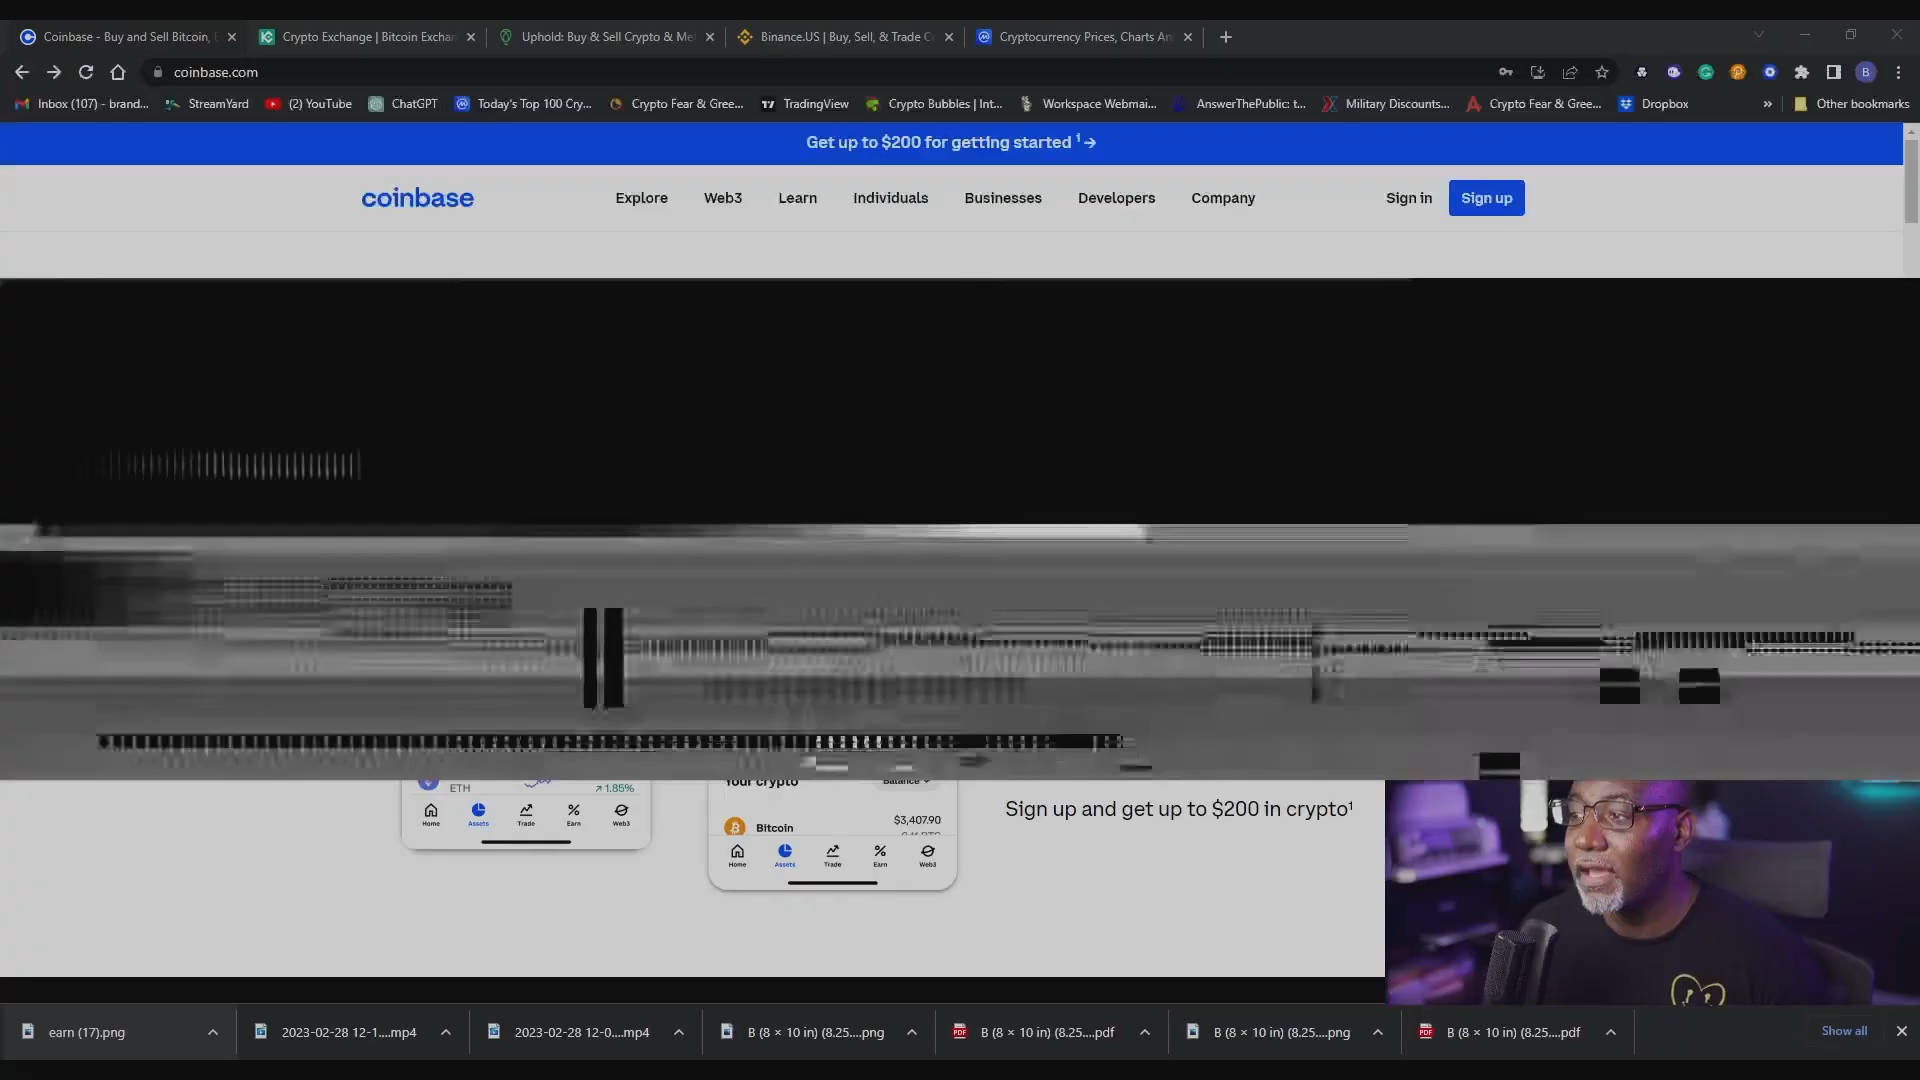 Coinbase - Buy and Sell Bitcoin,
Crypto Exchange | Bitcoin Exchan
Uphold: Buy & Sell Crypto & Me
Binance.US | Buy, Sell, & Trade C
Cryptocurrency Prices, Charts An
coinbase.com
B
Inbox (107) - brand...
StreamYard
(2) YouTube
ChatGPT
Today's Top 100 Cry...
Crypto Fear & Gree...
TradingView
Crypto Bubbles | Int...
Workspace Webmai...
AnswerThePublic: t...
Military Discounts...
Crypto Fear & Gree...
Dropbox
»
Other bookmarks
Get up to $200 for getting started 1 →
coinbase
Explore
Web3
Learn
Individuals
Businesses
Developers
Company
Sign in
Sign up
ETH
↗ 1.85%
Home
Assets
Trade
Earn
Web3
Your crypto
Balance
Bitcoin
$3,407.90
Home
Assets
Trade
Earn
Web3
Sign up and get up to $200 in crypto¹
earn (17).png
2023-02-28 12-1....mp4
2023-02-28 12-0....mp4
B (8 × 10 in) (8.25....png
B (8 × 10 in) (8.25....pdf
B (8 × 10 in) (8.25....png
B (8 × 10 in) (8.25....pdf
Show all